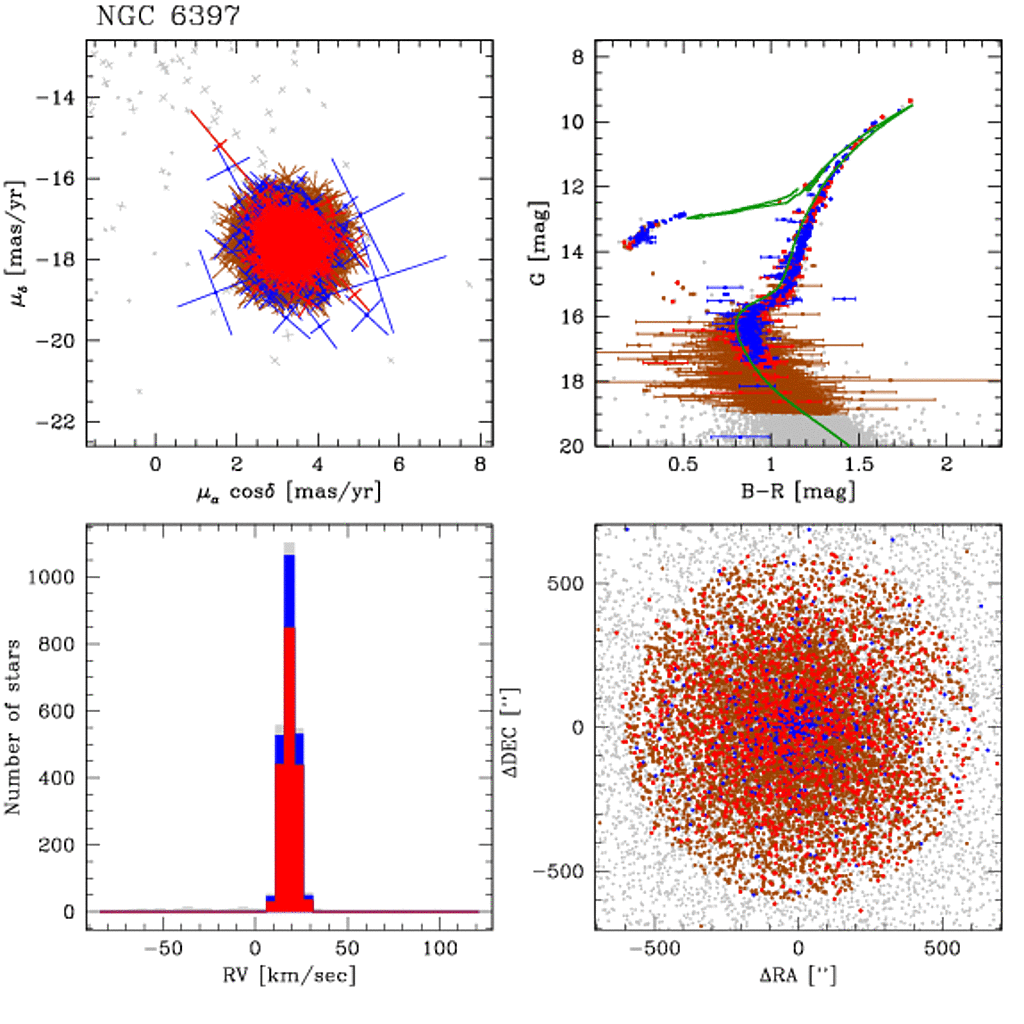 NGC 6397
−14
−16
−18
−20
−22
μδ [mas/yr]
0 2 4 6 8
μα cosδ [mas/yr]
8
10
12
14
16
18
20
G [mag]
0.5 1 1.5 2
B−R [mag]
1000
800
600
400
200
0
Number of stars
−50 0 50 100
RV [km/sec]
500
0
−500
ΔDEC ["]
−500 0 500
ΔRA ["]